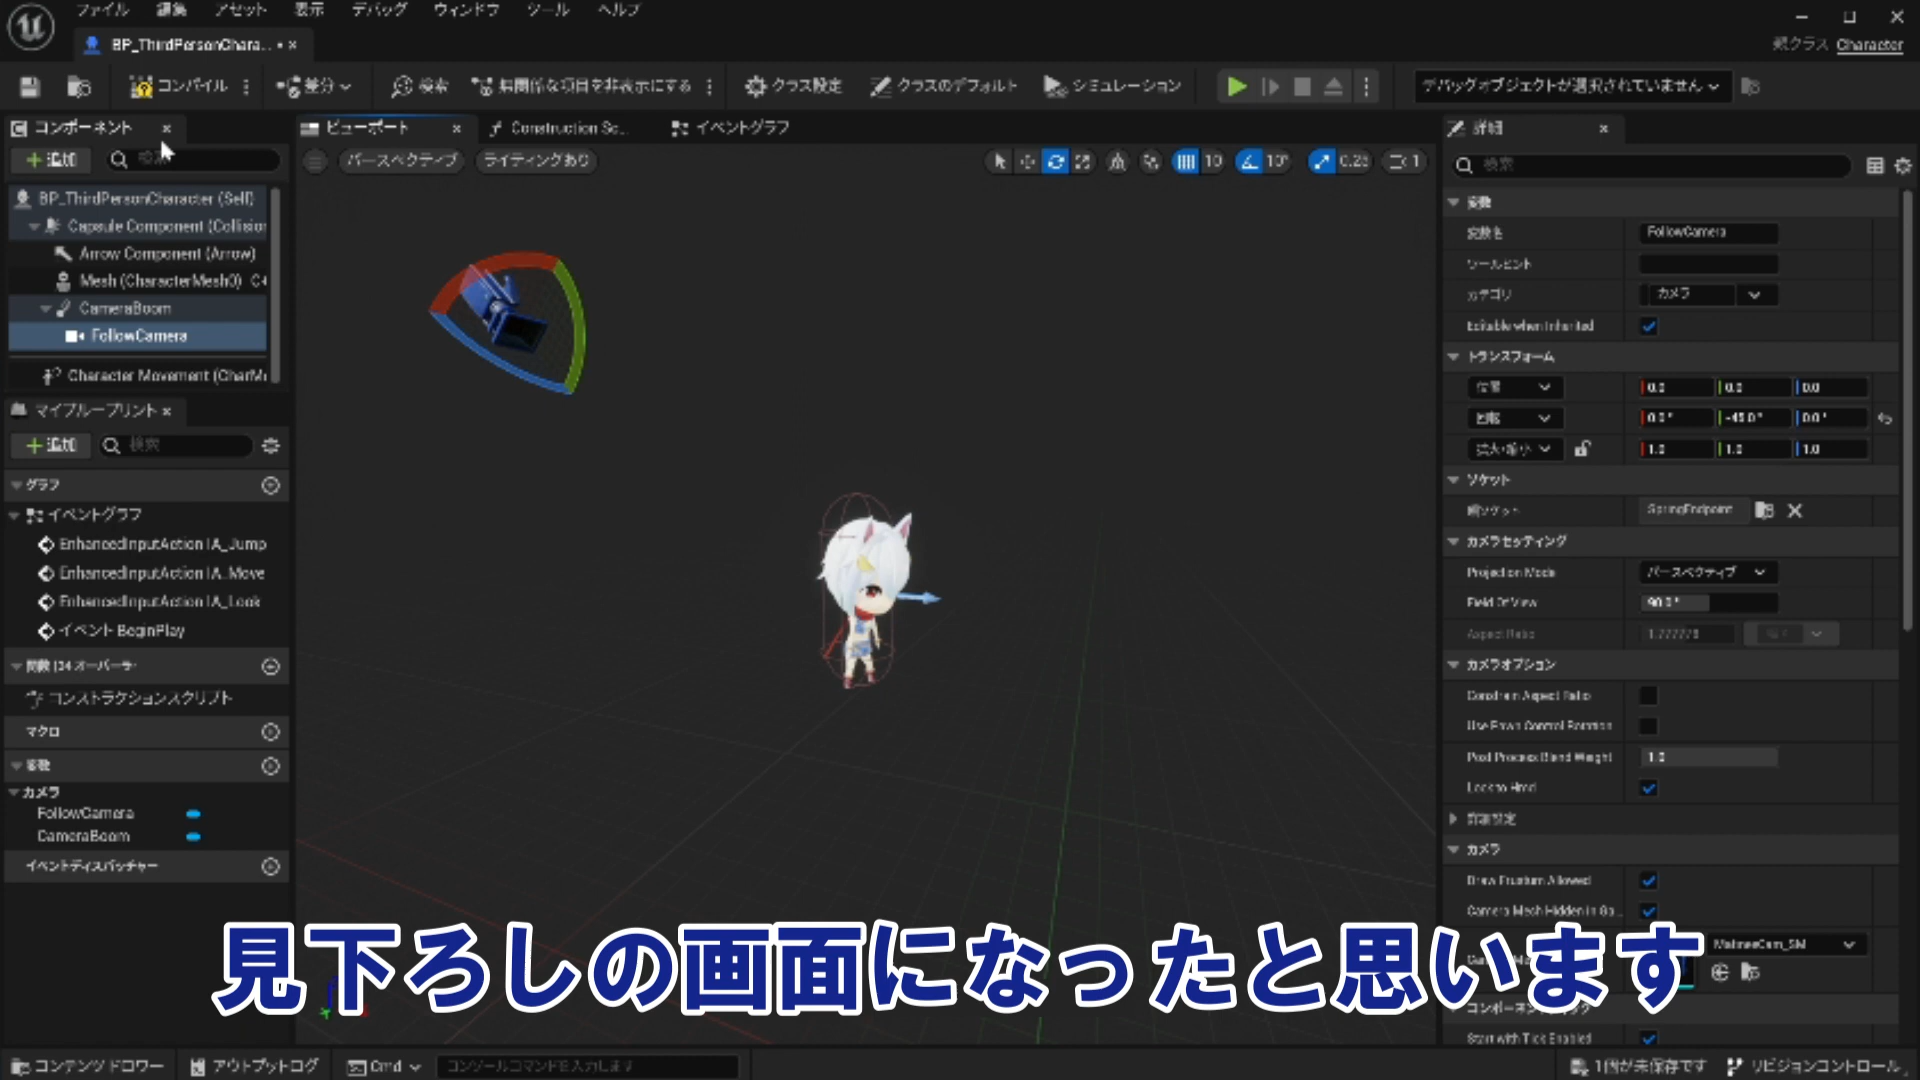 ファイル 編集 アセット 表示 デバッグ ウィンドウ ツール ヘルプ
BP_ThirdPersonChara...
親クラス Character
コンパイル 差分 検索 無関係な項目を非表示にする クラス設定 クラスのデフォルト シミュレーション デバッグオブジェクトが選択されていません
コンポーネント
追加 検索
BP_ThirdPersonCharacter (Self)
Capsule Component (Collision
Arrow Component (Arrow)
Mesh (CharacterMesh0)
CameraBoom
FollowCamera
Character Movement (CharMo
マイブループリント
追加 検索
グラフ
イベントグラフ
EnhancedInputAction IA_Jump
EnhancedInputAction IA_Move
EnhancedInputAction IA_Look
イベント BeginPlay
関数 (34 オーバーラ
コンストラクションスクリプト
マクロ
変数
カメラ
FollowCamera
CameraBoom
イベントディスパッチャー
ビューポート Construction Sc... イベントグラフ
パースペクティブ ライティングあり 10 10° 0.25 1
詳細
検索
変数
変数名 FollowCamera
ツールヒント
カテゴリ カメラ
Editable when Inherited
トランスフォーム
位置 0.0 0.0 0.0
回転 0.0° -45.0° 0.0°
拡大・縮小 1.0 1.0 1.0
ソケット
親ソケット SpringEndpoint
カメラセッティング
Projection Mode パースペクティブ
Field Of View 90.0°
Aspect Ratio 1.777778
カメラオプション
Constrain Aspect Ratio
Use Pawn Control Rotation
Post Process Blend Weight 1.0
Lock to Hmd
詳細設定
カメラ
Draw Frustum Allowed
Camera Mesh Hidden in Ga...
MatineeCam_SM
Start with Tick Enabled
見下ろしの画面になったと思います
コンテンツドロワー アウトプットログ Cmd コンソールコマンドを入力します 1個が未保存です リビジョンコントロール